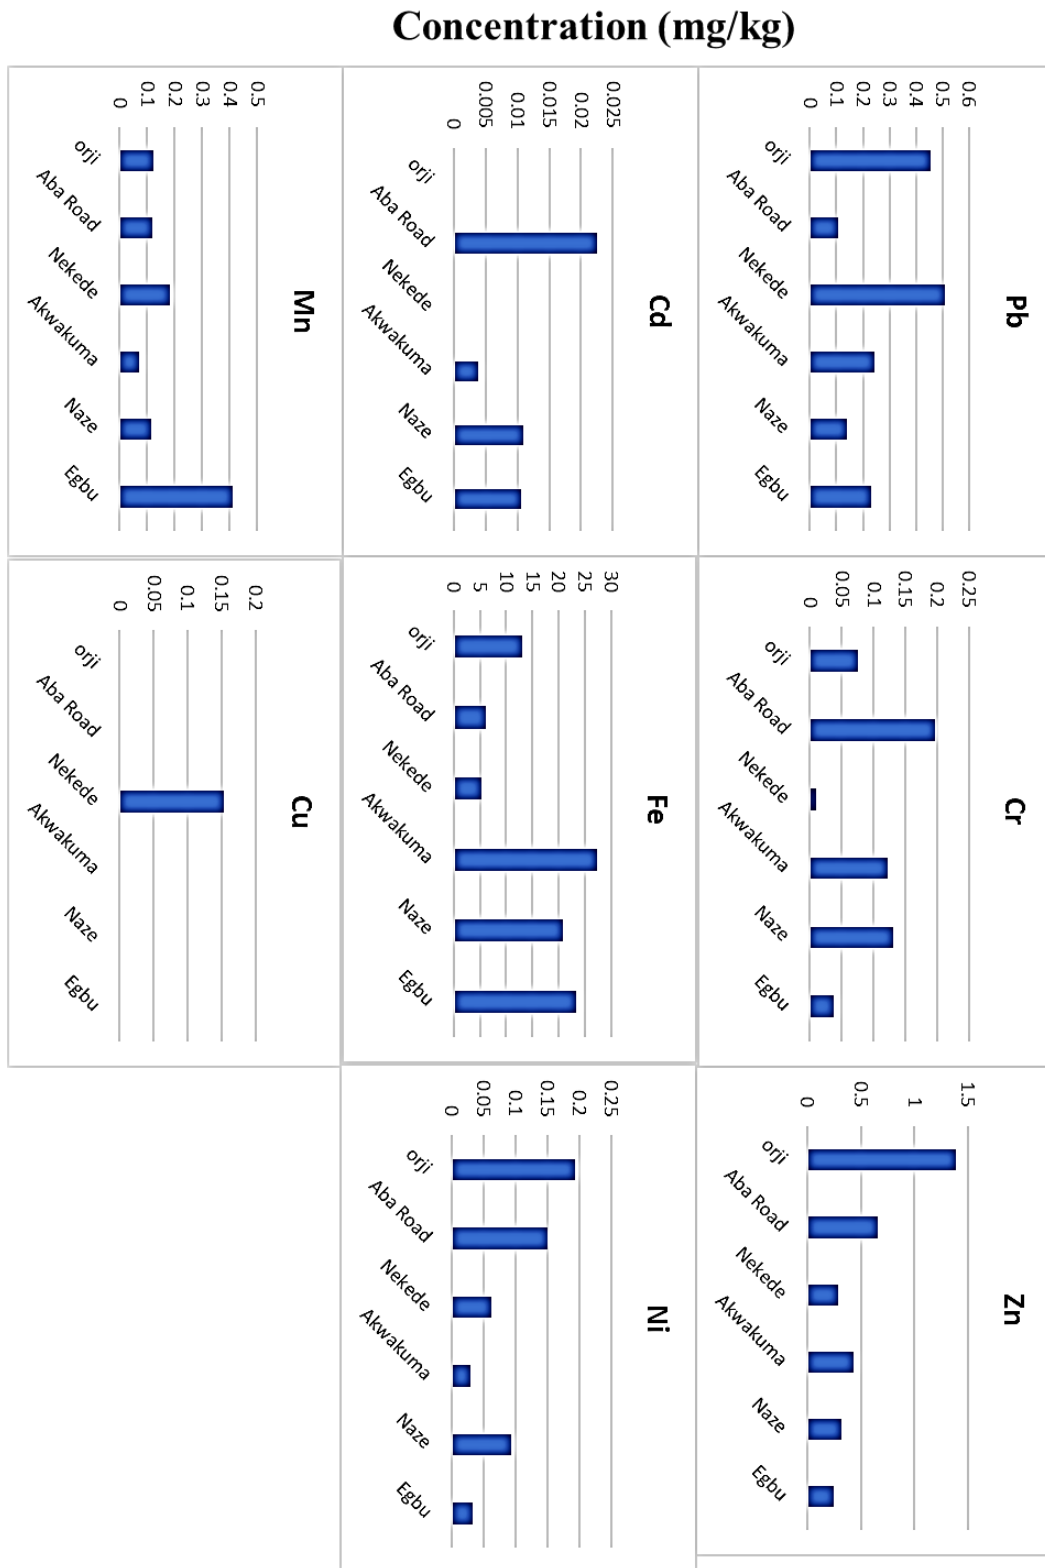 Concentration (mg/kg)
Pb
0.6
0.5
0.4
0.3
0.2
0.1
0
orji
Aba Road
Nekede
Akwakuma
Naze
Egbu
Cr
0.25
0.2
0.15
0.1
0.05
0
orji
Aba Road
Nekede
Akwakuma
Naze
Egbu
Zn
1.5
1
0.5
0
orji
Aba Road
Nekede
Akwakuma
Naze
Egbu
Cd
0.025
0.02
0.015
0.01
0.005
0
orji
Aba Road
Nekede
Akwakuma
Naze
Egbu
Fe
30
25
20
15
10
5
0
orji
Aba Road
Nekede
Akwakuma
Naze
Egbu
Ni
0.25
0.2
0.15
0.1
0.05
0
orji
Aba Road
Nekede
Akwakuma
Naze
Egbu
Mn
0.5
0.4
0.3
0.2
0.1
0
orji
Aba Road
Nekede
Akwakuma
Naze
Egbu
Cu
0.2
0.15
0.1
0.05
0
orji
Aba Road
Nekede
Akwakuma
Naze
Egbu